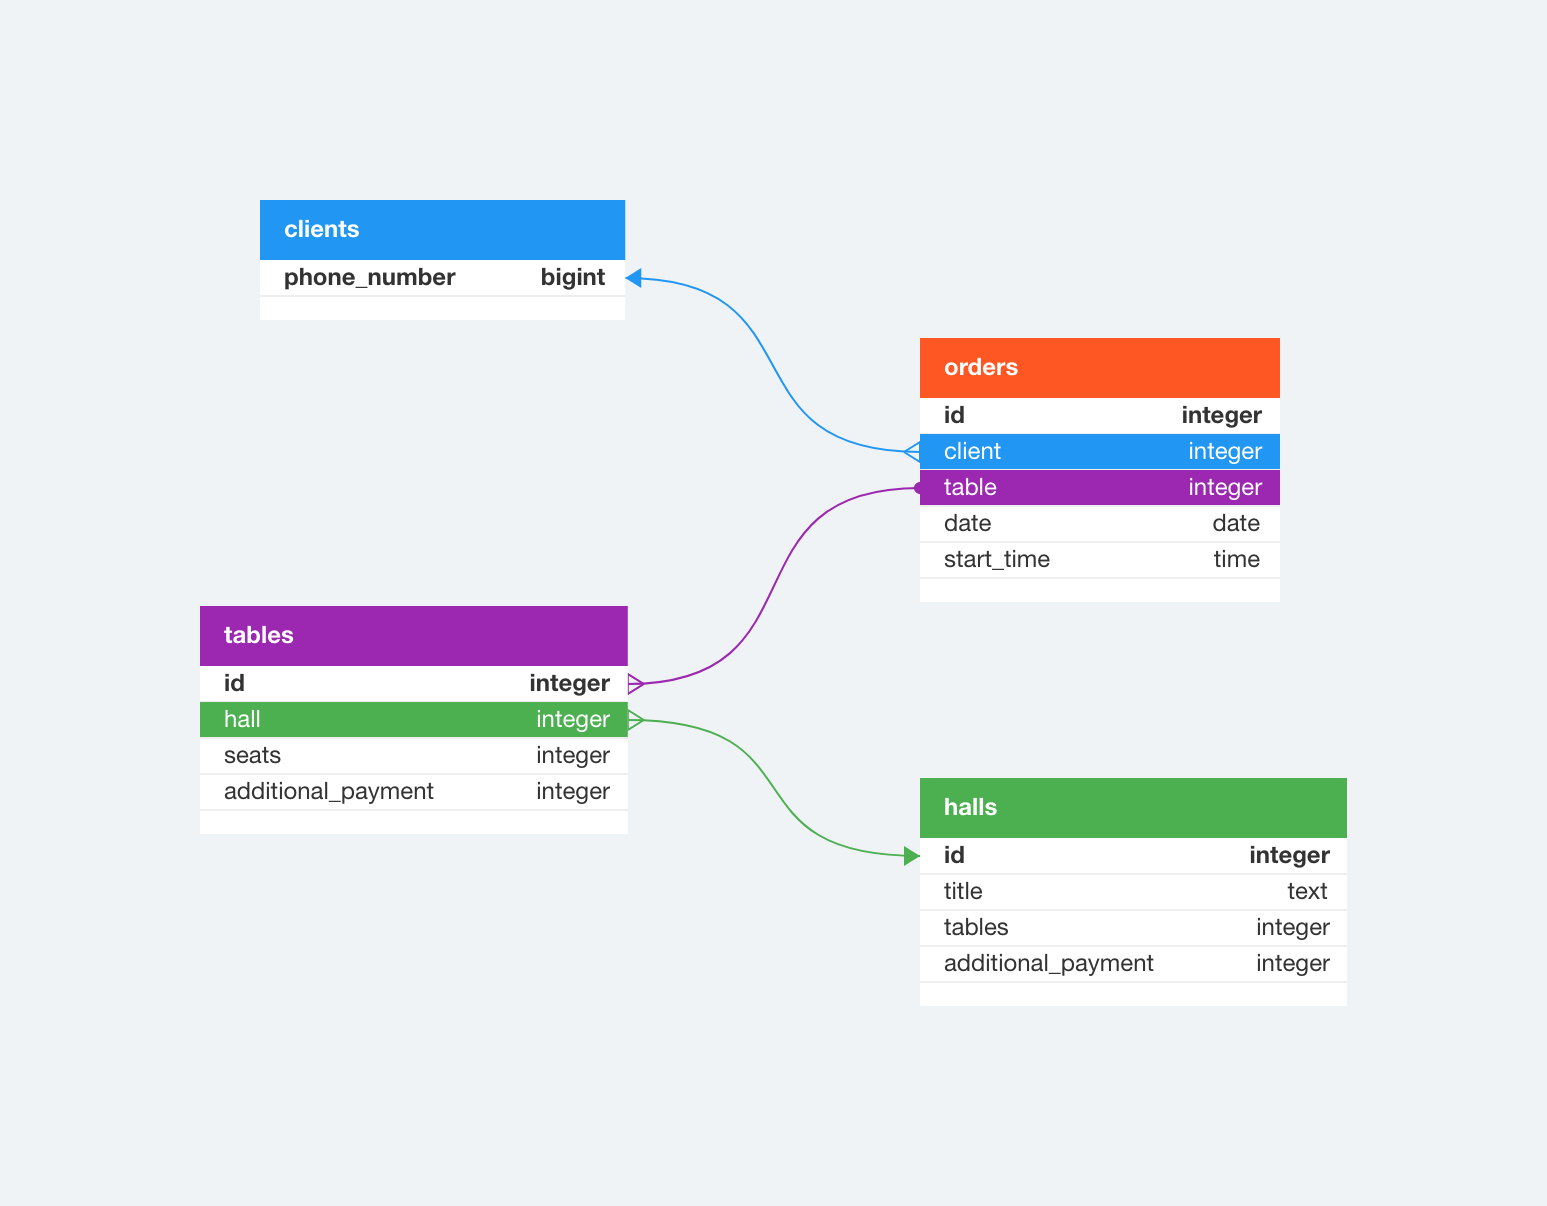 clients
phone_number bigint
orders
id integer
client integer
table integer
date date
start_time time
tables
id integer
hall integer
seats integer
additional_payment integer
halls
id integer
title text
tables integer
additional_payment integer